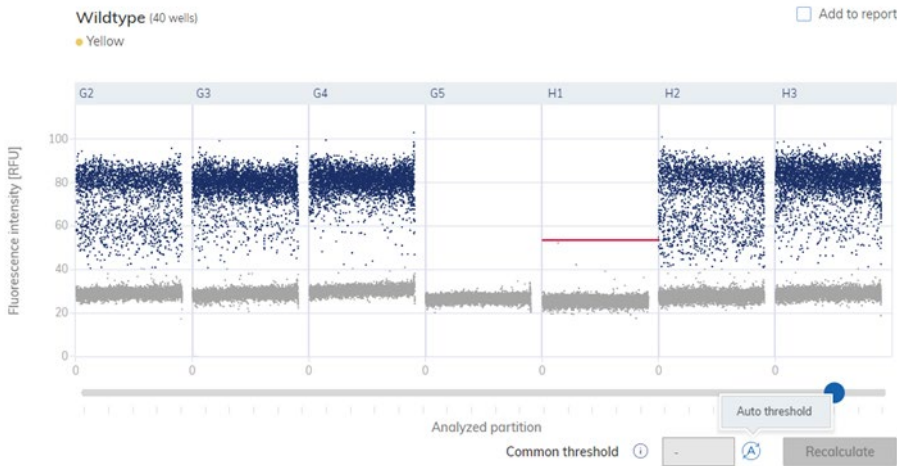 Wildtype (40 wells)
Add to report
Yellow
G2 G3 G4 G5 H1 H2 H3
Fluorescence intensity [RFU]
100
80
60
40
20
0
0 0 0 0 0 0 0
Auto threshold
Analyzed partition
Common threshold i - A Recalculate